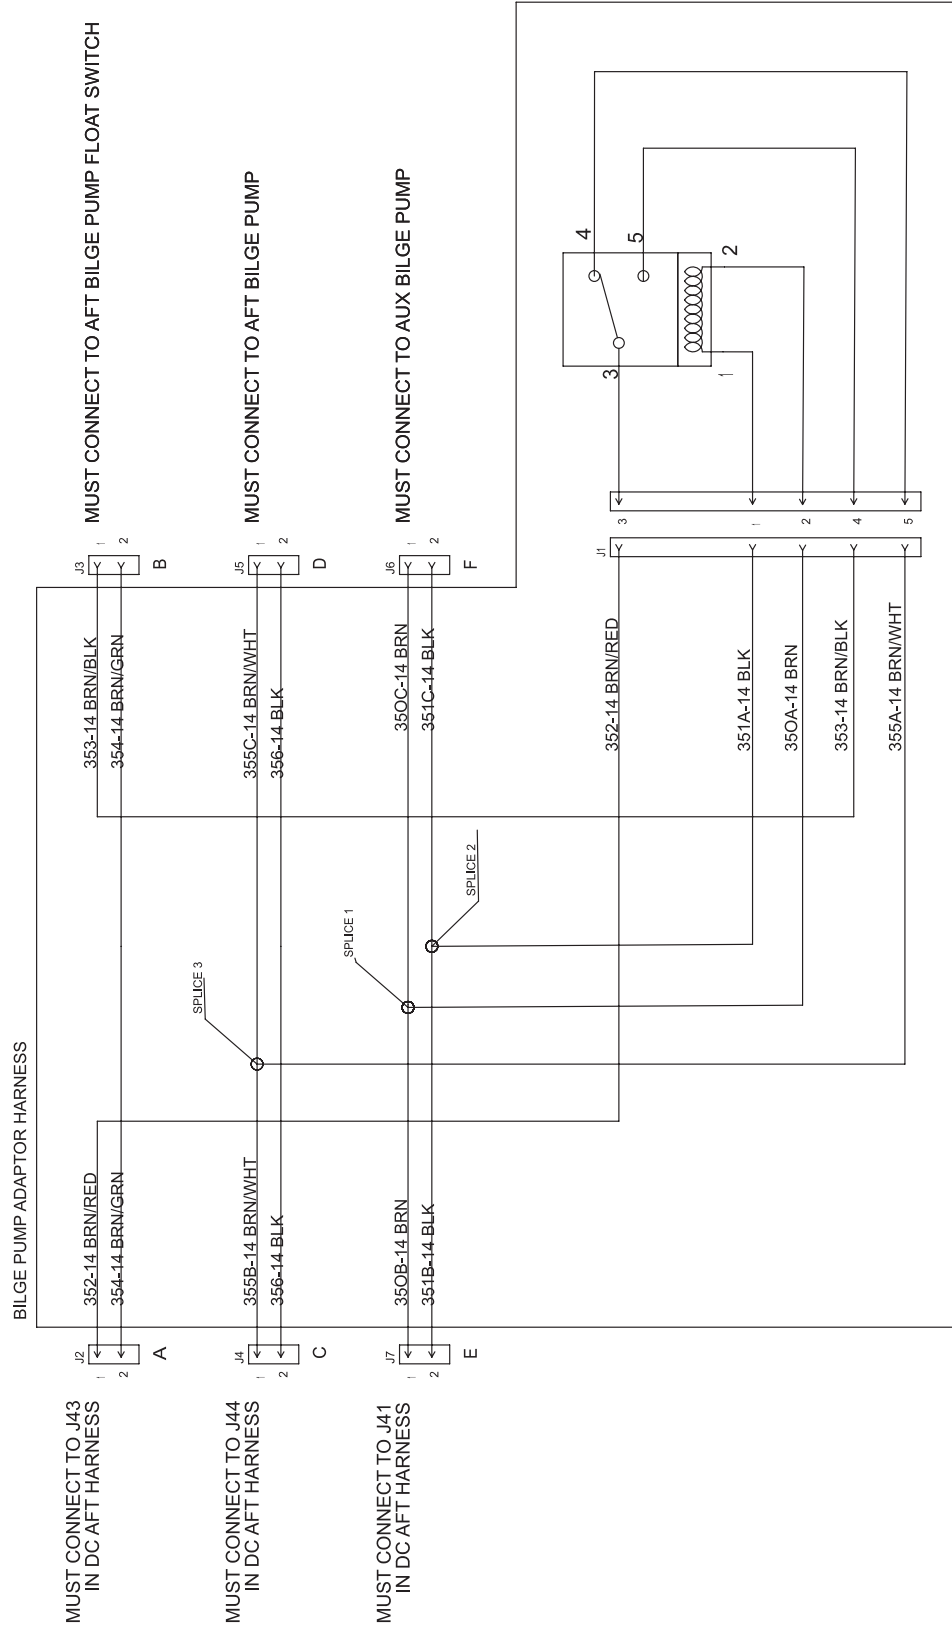 BILGE PUMP ADAPTOR HARNESS
MUST CONNECT TO J43
IN DC AFT HARNESS
J2
1
2
A
352-14 BRN/RED
354-14 BRN/GRN
353-14 BRN/BLK
354-14 BRN/GRN
J3
1
2
B
MUST CONNECT TO AFT BILGE PUMP FLOAT SWITCH
MUST CONNECT TO J44
IN DC AFT HARNESS
J4
1
2
C
355B-14 BRN/WHT
356-14 BLK
SPLICE 3
355C-14 BRN/WHT
356-14 BLK
J5
1
2
D
MUST CONNECT TO AFT BILGE PUMP
MUST CONNECT TO J41
IN DC AFT HARNESS
J7
1
2
E
350B-14 BRN
351B-14 BLK
SPLICE 1
SPLICE 2
350C-14 BRN
351C-14 BLK
J6
1
2
F
MUST CONNECT TO AUX BILGE PUMP
352-14 BRN/RED
351A-14 BLK
350A-14 BRN
353-14 BRN/BLK
355A-14 BRN/WHT
J1
3
1
2
4
5
3
4
5
1
2